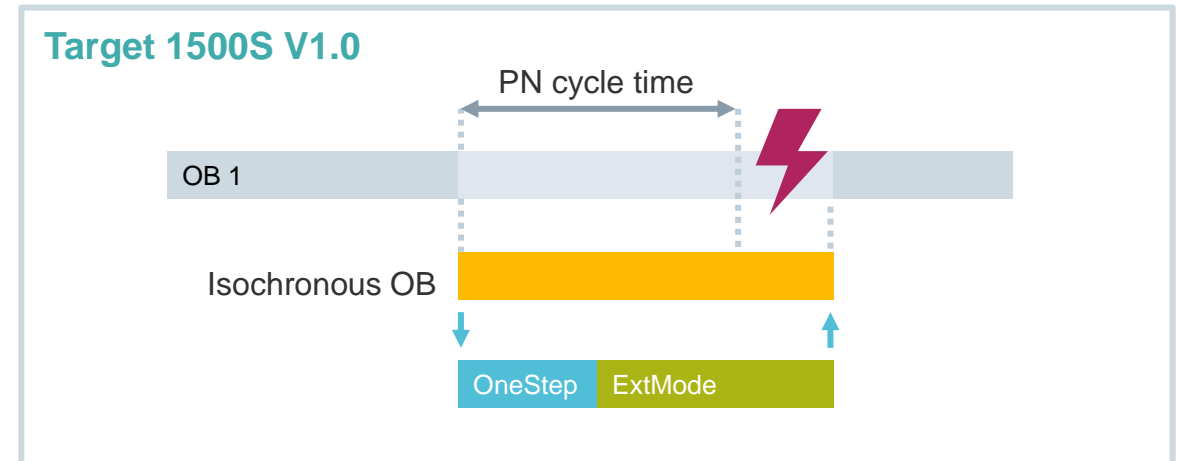 Target 1500S V1.0
PN cycle time
OB 1
Isochronous OB
OneStep ExtMode